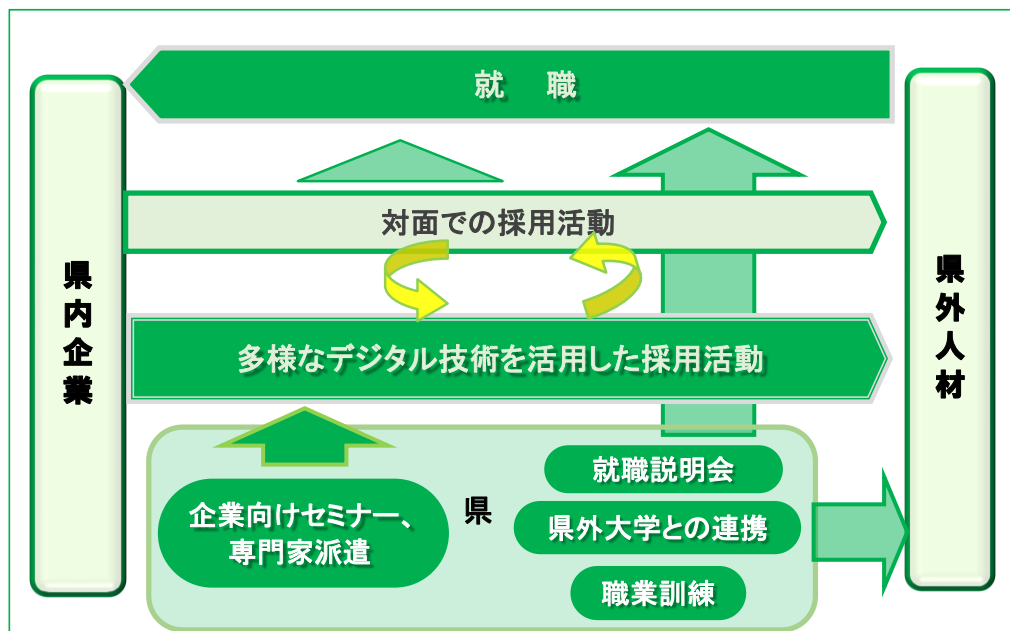 就 職
対面での採用活動
県内企業
県外人材
多様なデジタル技術を活用した採用活動
企業向けセミナー、
専門家派遣
県
就職説明会
県外大学との連携
職業訓練